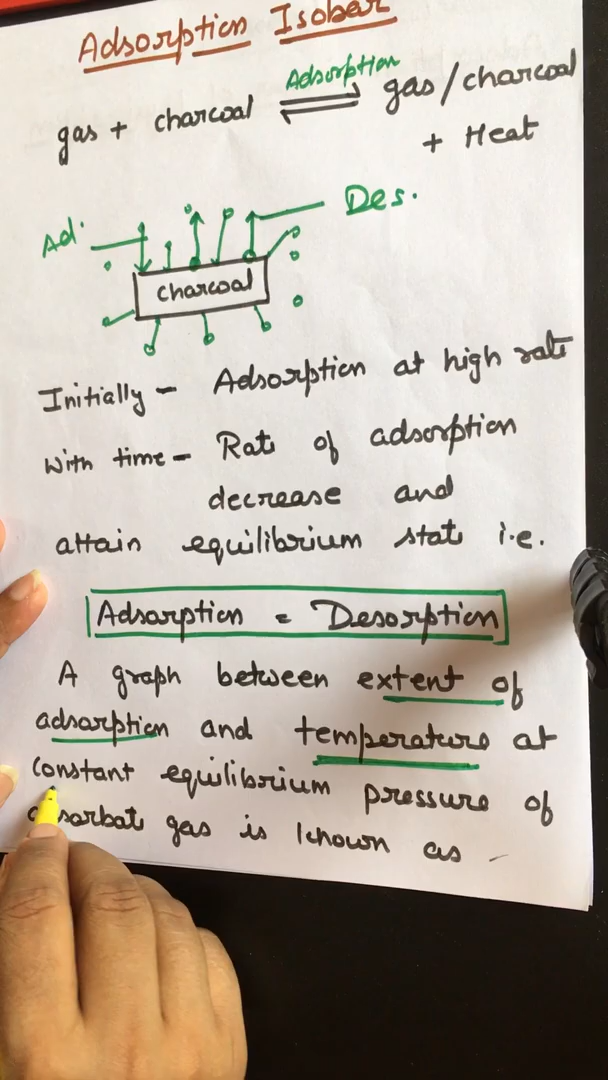 Adsorption Isobar
Adsorption
gas + charcoal ⇌ gas/charcoal
+ Heat
Ad.
Des.
charcoal
Initially - Adsorption at high rate
With time - Rate of adsorption
decrease and
attain equilibrium state i.e.
Adsorption = Desorption
A graph between extent of
adsorption and temperature at
constant equilibrium pressure of
adsorbate gas is known as -